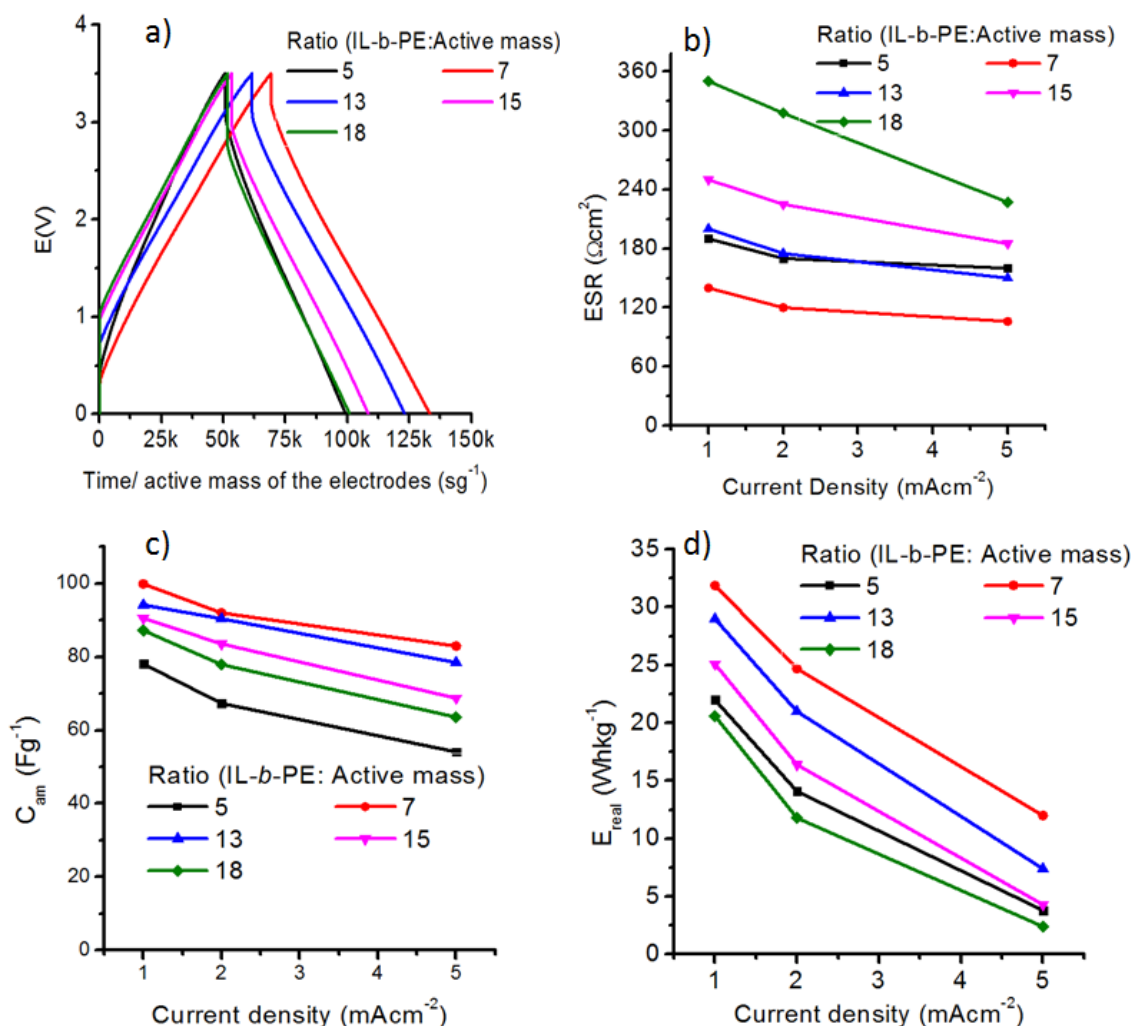 a)
Ratio (IL-b-PE:Active mass)
5 7
13 15
18
4
3
2
1
0
E(V)
0 25k 50k 75k 100k 125k 150k
Time/ active mass of the electrodes (sg⁻¹)
b)
Ratio (IL-b-PE:Active mass)
5 7
13 15
18
360
300
240
180
120
60
0
ESR (Ωcm²)
1 2 3 4 5
Current Density (mAcm⁻²)
c)
100
80
60
40
20
0
C_am (Fg⁻¹)
Ratio (IL-b-PE: Active mass)
5 7
13 15
18
1 2 3 4 5
Current density (mAcm⁻²)
d)
Ratio (IL-b-PE: Active mass)
5 7
13 15
18
35
30
25
20
15
10
5
0
E_real (Whkg⁻¹)
1 2 3 4 5
Current density (mAcm⁻²)